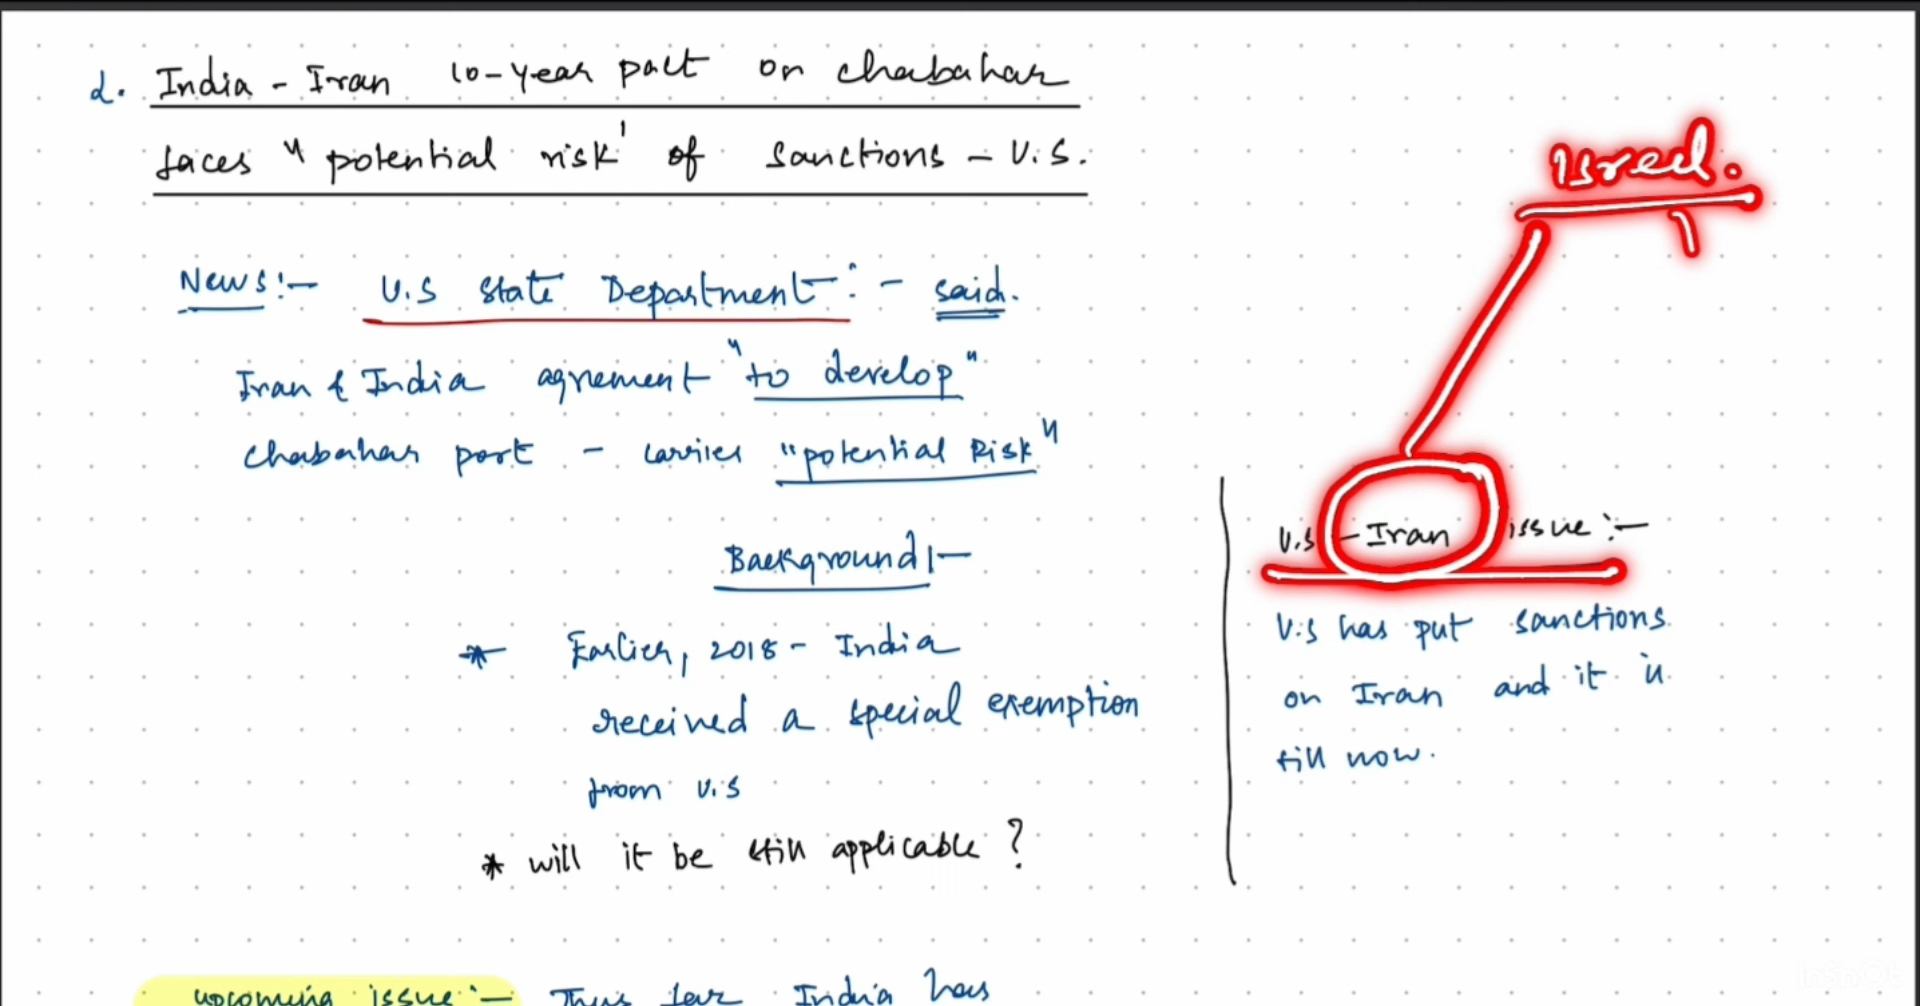 2. India - Iran 10-year pact on chabahar
faces "potential risk' of sanctions - U.S.
News:- U.S State Department:- said.
Iran & India agrement "to develop"
chabahar port - carries "potential Risk"
Background:-
* Earlier, 2018 - India
received a special exemption
from U.S
* will it be still applicable?
upcoming issue:- Thus far India has
Isreal.
U.S - Iran issue:-
U.S has put sanctions
on Iran and it is
till now.